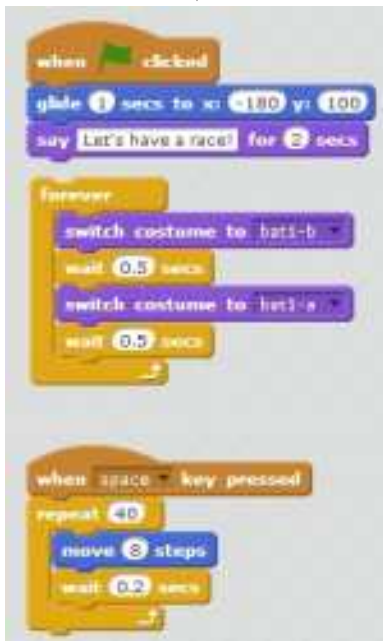 when clicked
glide 1 secs to x: -180 y: 100
say Let's have a race! for 2 secs
forever
switch costume to bat1-b
wait 0.5 secs
switch costume to bat1-a
wait 0.5 secs
when space key pressed
repeat 40
move 8 steps
wait 0.2 secs